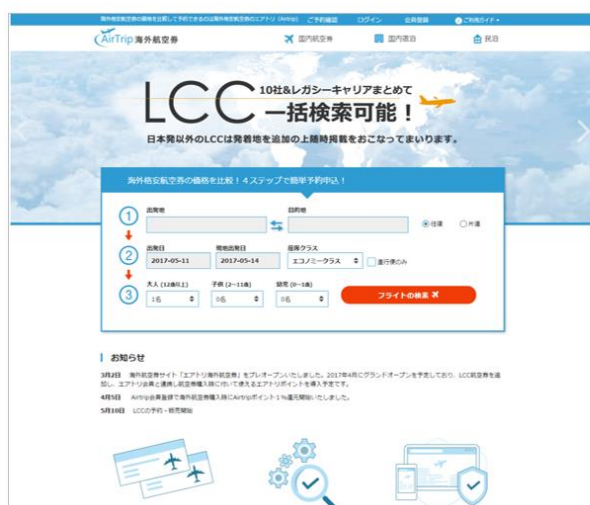 海外格安航空券の価格を比較して予約できるのは海外格安航空券のエアトリ (Airtrip)
ご予約確認
ログイン
会員登録
ご利用ガイド
AirTrip 海外航空券
国内航空券
国内宿泊
民泊
LCC 10社&レガシーキャリアまとめて
一括検索可能！
日本発以外のLCCは発着地を追加の上随時掲載をおこなってまいります。
海外格安航空券の価格を比較！4ステップで簡単予約申込！
1
出発地
目的地
往復
片道
2
出発日
現地出発日
座席クラス
2017-05-11
2017-05-14
エコノミークラス
直行便のみ
3
大人 (12歳以上)
子供 (2~11歳)
幼児 (0~1歳)
1名
0名
0名
フライトの検索
お知らせ
3月2日 海外航空券サイト「エアトリ海外航空券」をプレオープンいたしました。2017年4月にグランドオープンを予定しており、LCC航空券を追
加し、エアトリ会員と連携し航空券購入時に付いて使えるエアトリポイントを導入予定です。
4月5日 Airtrip会員登録で海外航空券購入時にAirtripポイント1%還元開始いたしました。
5月10日 LCCの予約・販売開始